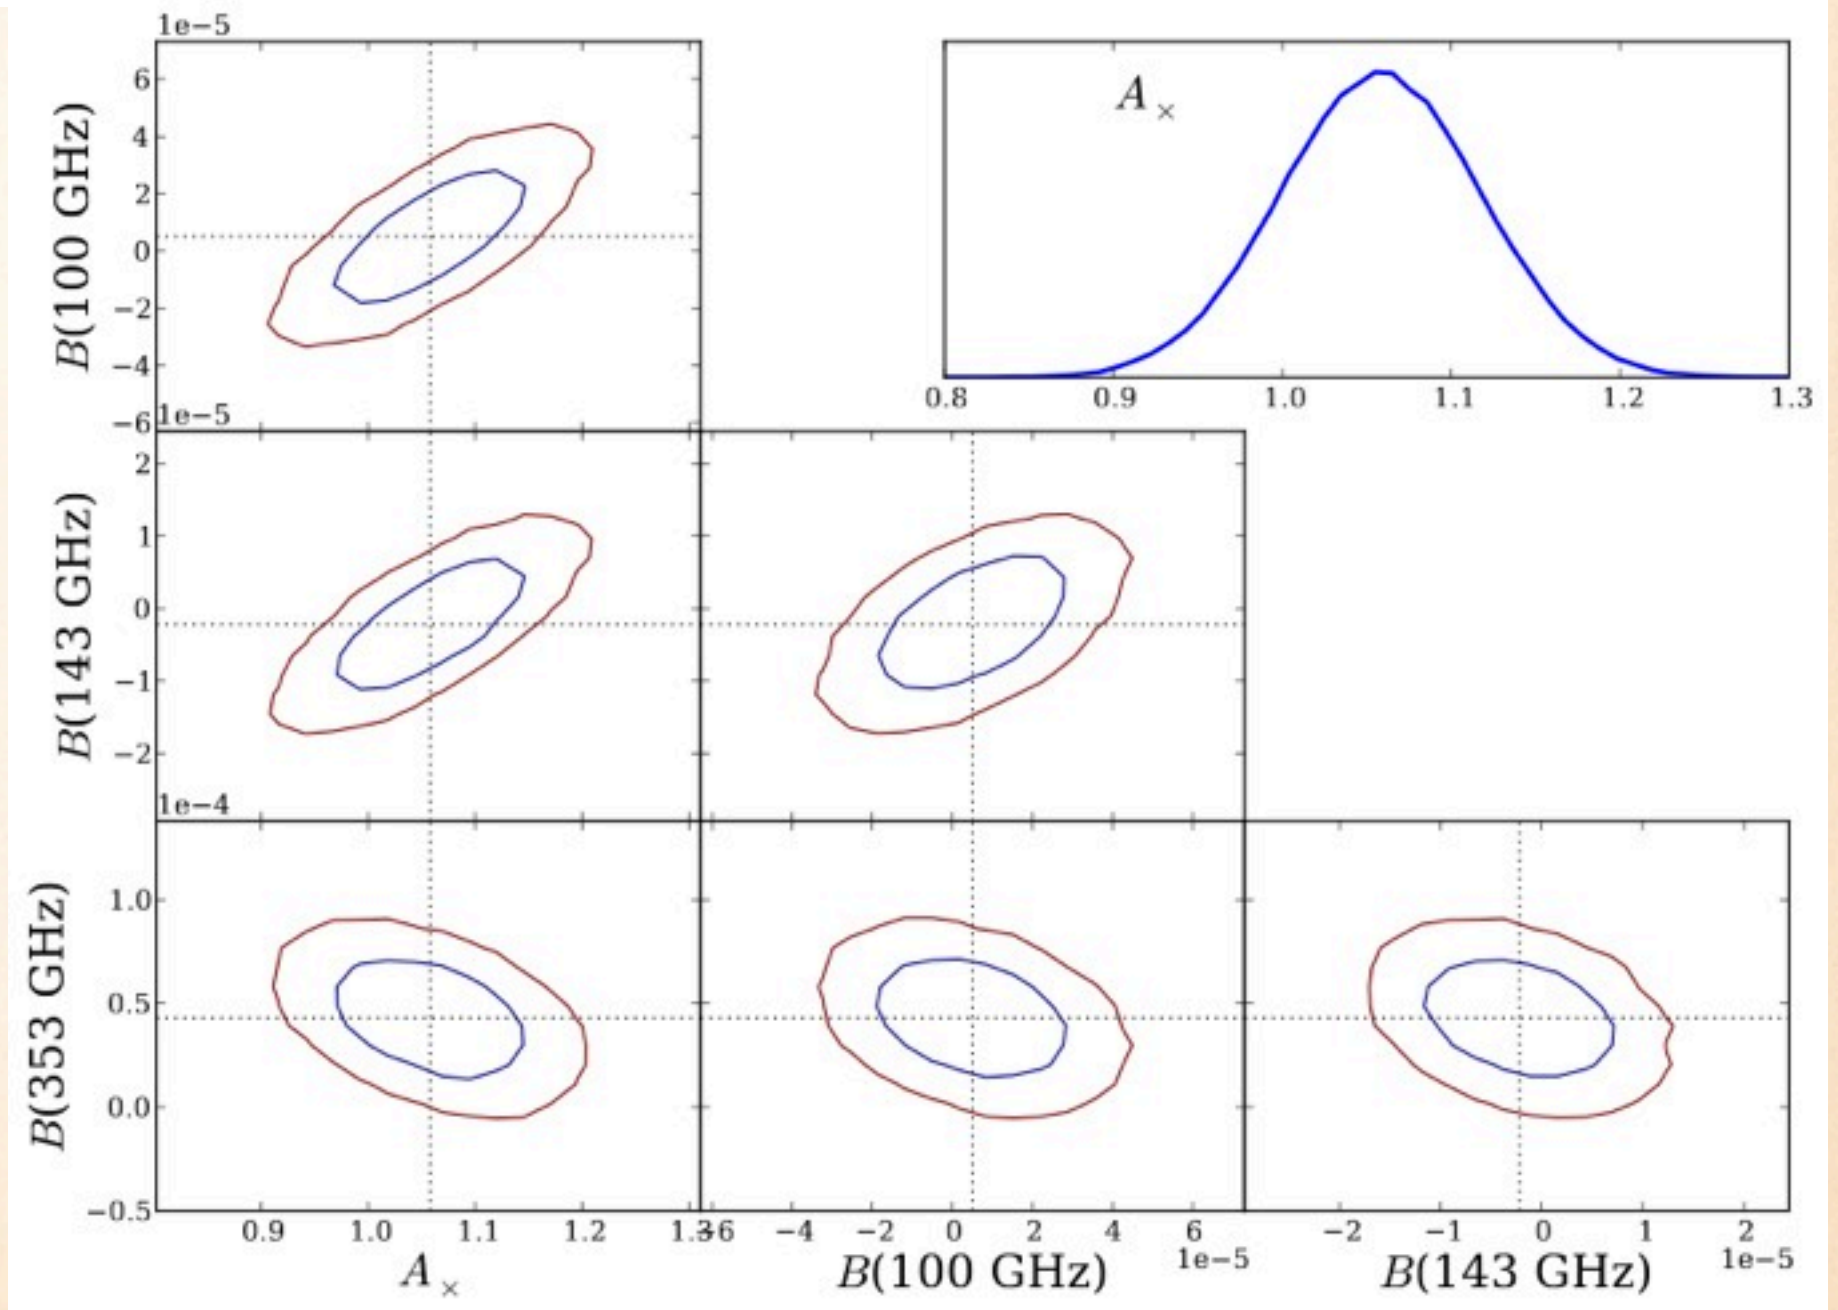 1e−5
6
4
2
0
−2
−4
−6
B(100 GHz)
A×
0.8 0.9 1.0 1.1 1.2 1.3
1e−5
2
1
0
−1
−2
B(143 GHz)
1e−4
1.0
0.5
0.0
−0.5
B(353 GHz)
0.9 1.0 1.1 1.2 1.3
−6 −4 −2 0 2 4 6
−2 −1 0 1 2
1e−5
1e−5
A×
B(100 GHz)
B(143 GHz)